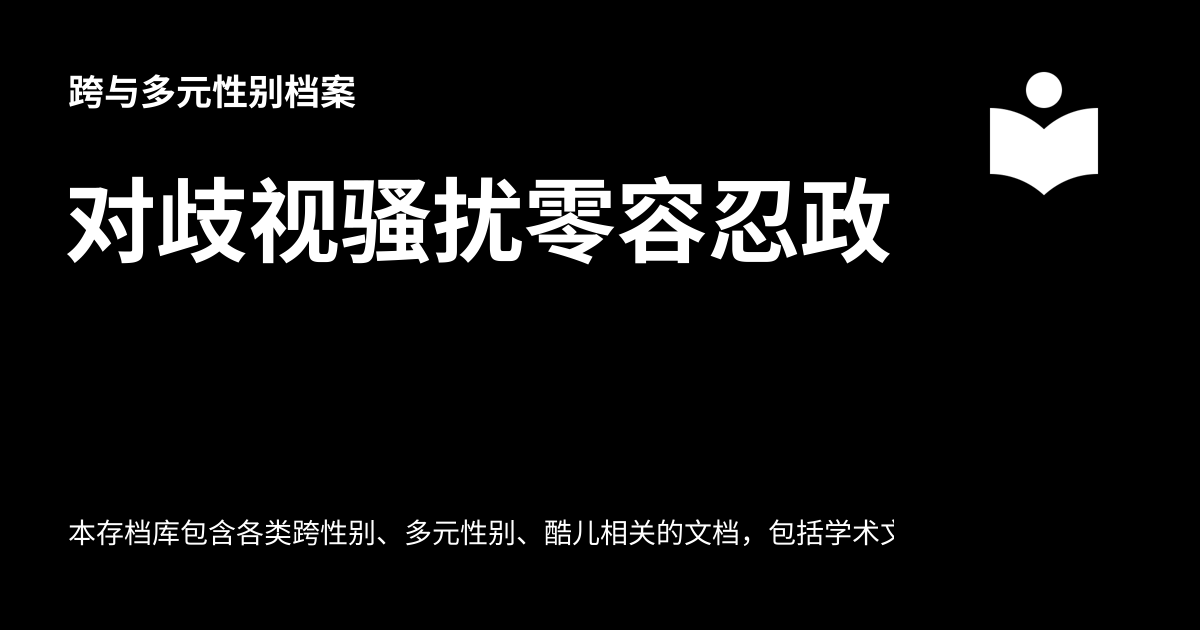 跨与多元性别档案
对歧视骚扰零容忍政
本存档库包含各类跨性别、多元性别、酷儿相关的文档，包括学术